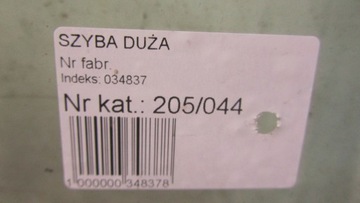 SZYBA DUŻA
Nr fabr.
Indeks: 034837
Nr kat.: 205/044
1 000000 348378